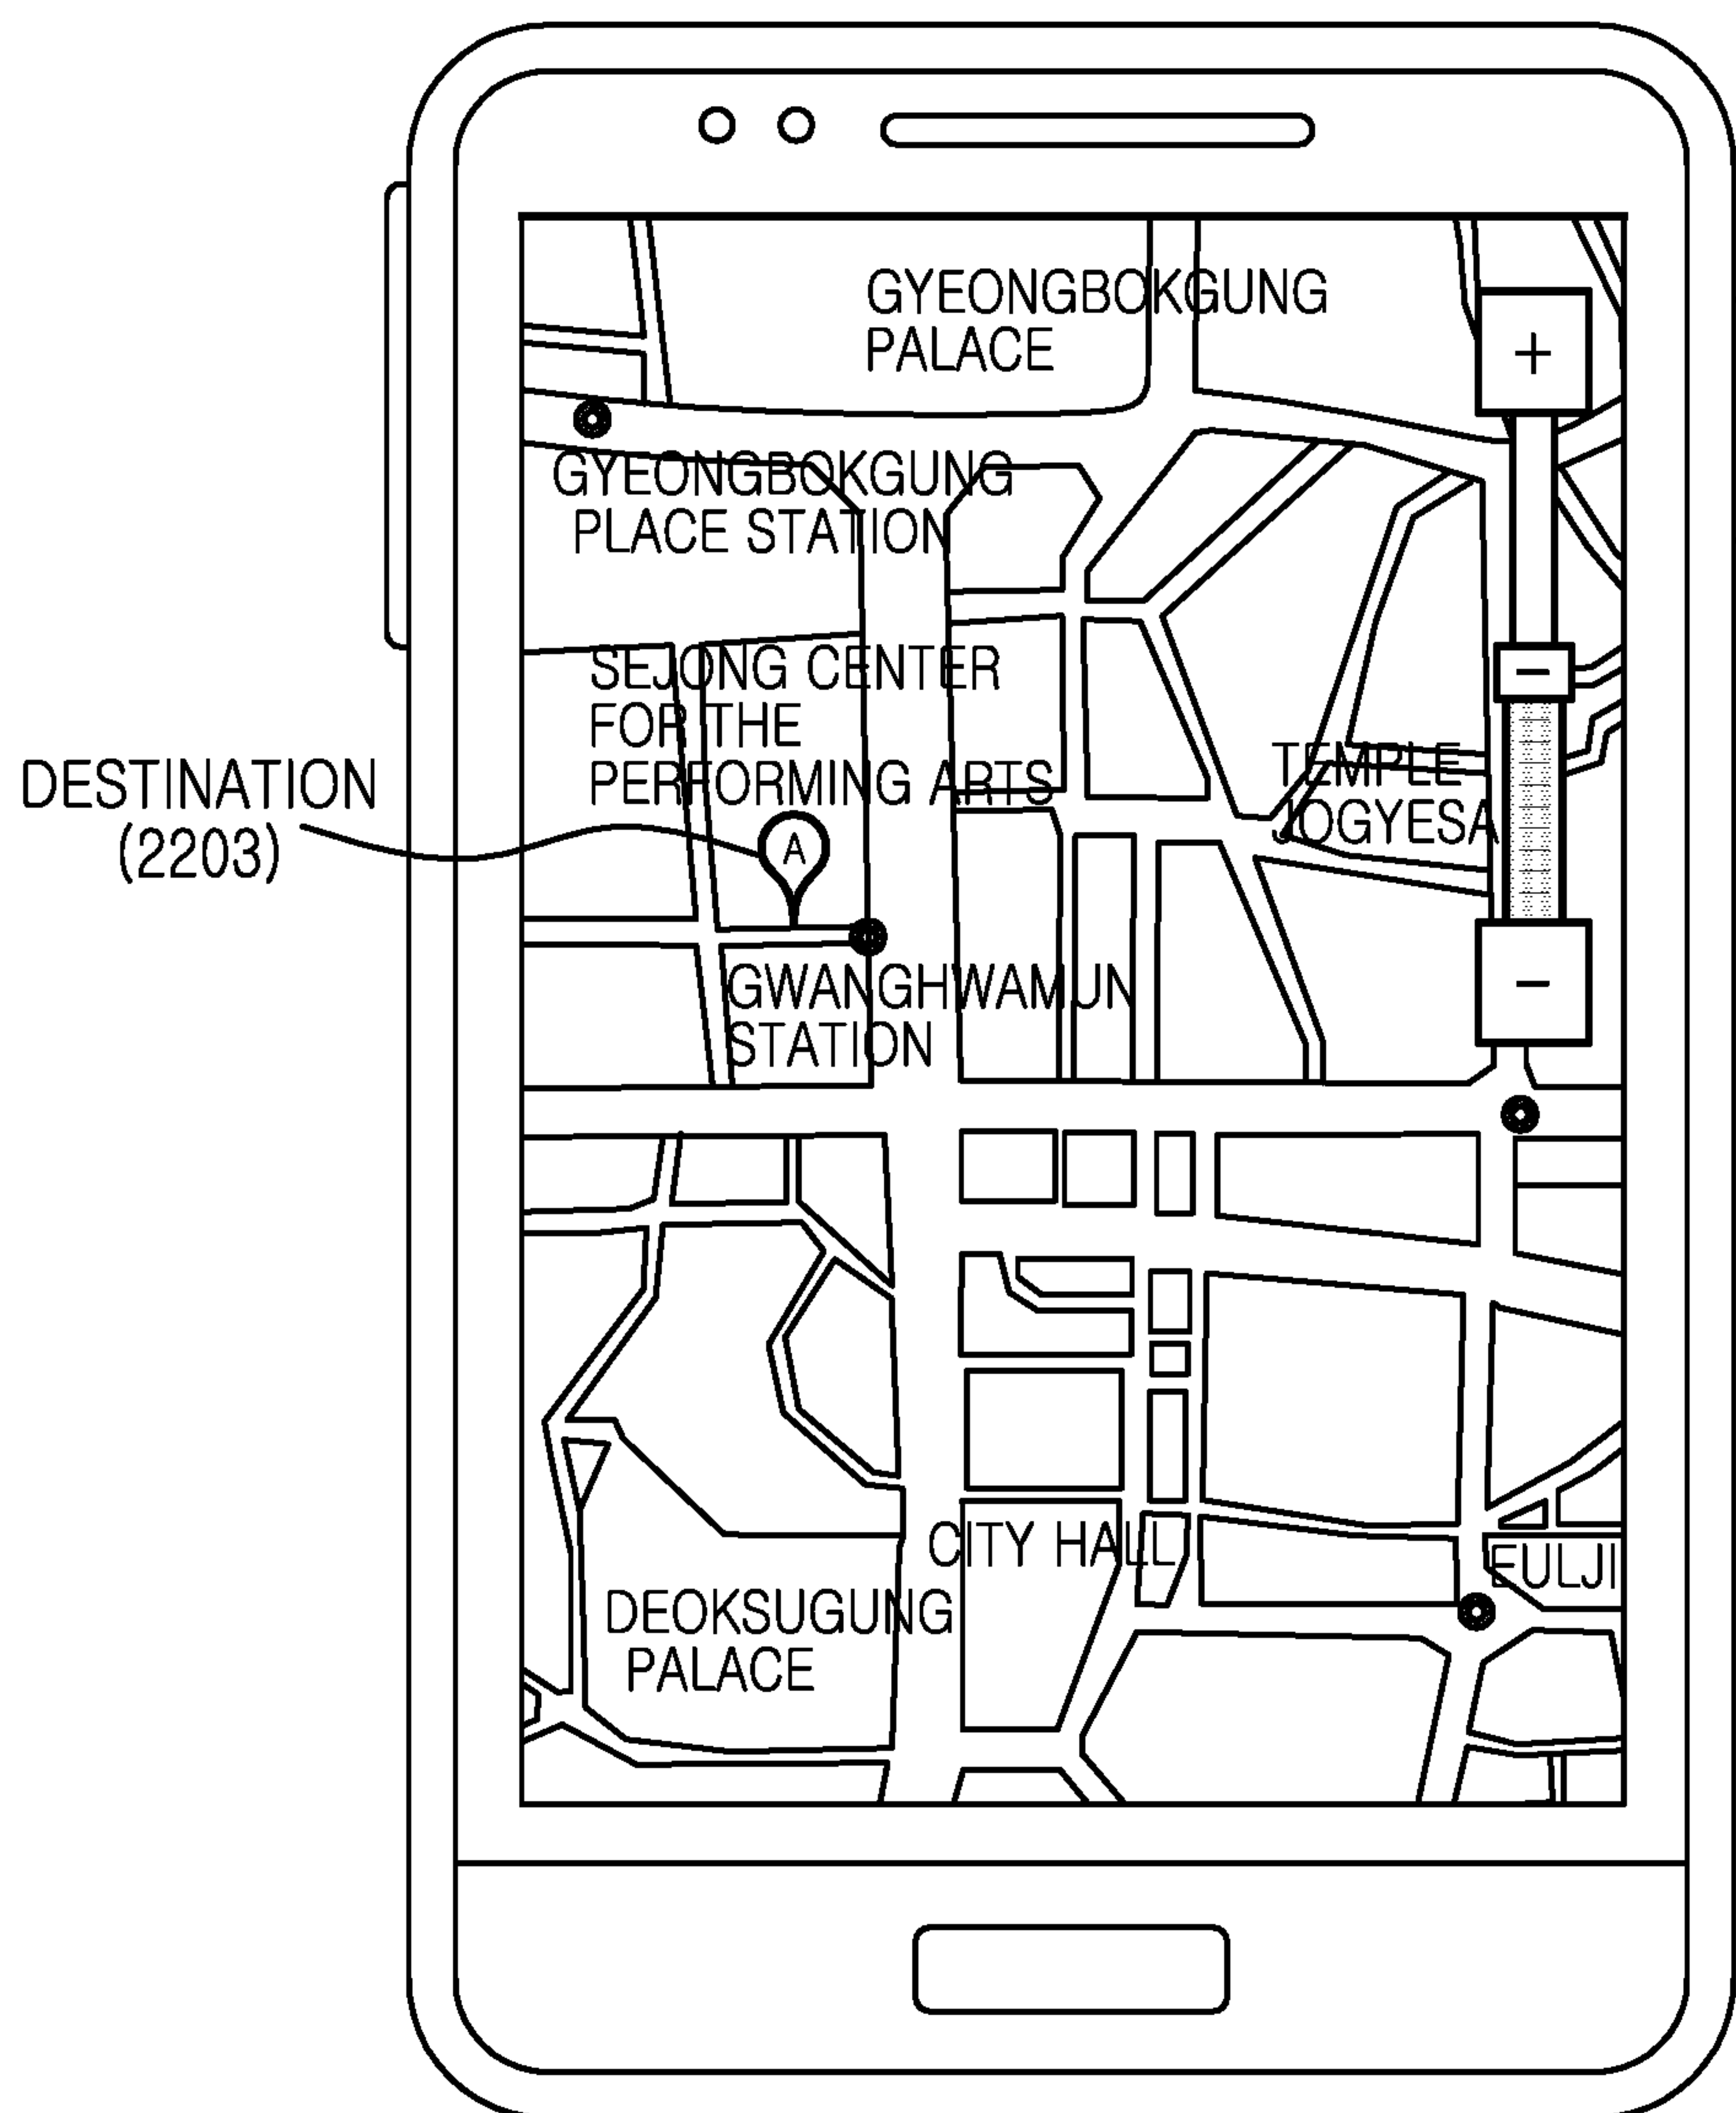 GYEONGBOKGUNG
PALACE
+
GYEONGBOKGUNG
PLACE STATION
SEJONG CENTER
FOR THE
PERFORMING ARTS
−
DESTINATION
(2203)
A
TEMPLE
JOGYESA
GWANGHWAMUN
STATION
−
CITY HALL
EULJI
DEOKSUGUNG
PALACE